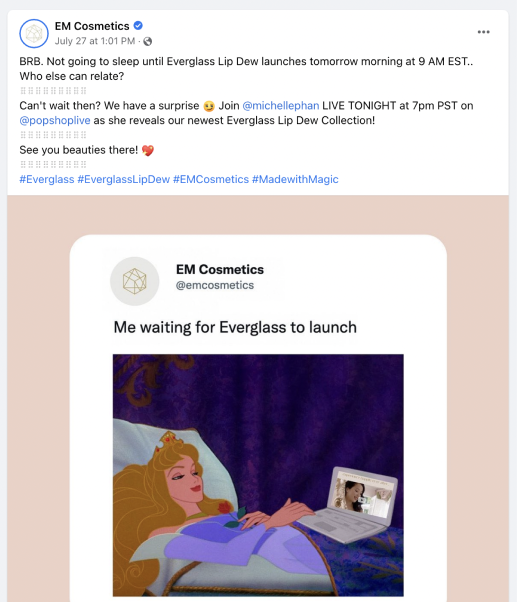 EM Cosmetics
July 27 at 1:01 PM ·
BRB. Not going to sleep until Everglass Lip Dew launches tomorrow morning at 9 AM EST..
Who else can relate?
⠿⠿⠿⠿⠿⠿⠿⠿⠿
Can't wait then? We have a surprise 😏 Join @michellephan LIVE TONIGHT at 7pm PST on
@popshoplive as she reveals our newest Everglass Lip Dew Collection!
⠿⠿⠿⠿⠿⠿⠿⠿⠿
See you beauties there! 💖
⠿⠿⠿⠿⠿⠿⠿⠿⠿
#Everglass #EverglassLipDew #EMCosmetics #MadewithMagic
EM Cosmetics
@emcosmetics
Me waiting for Everglass to launch